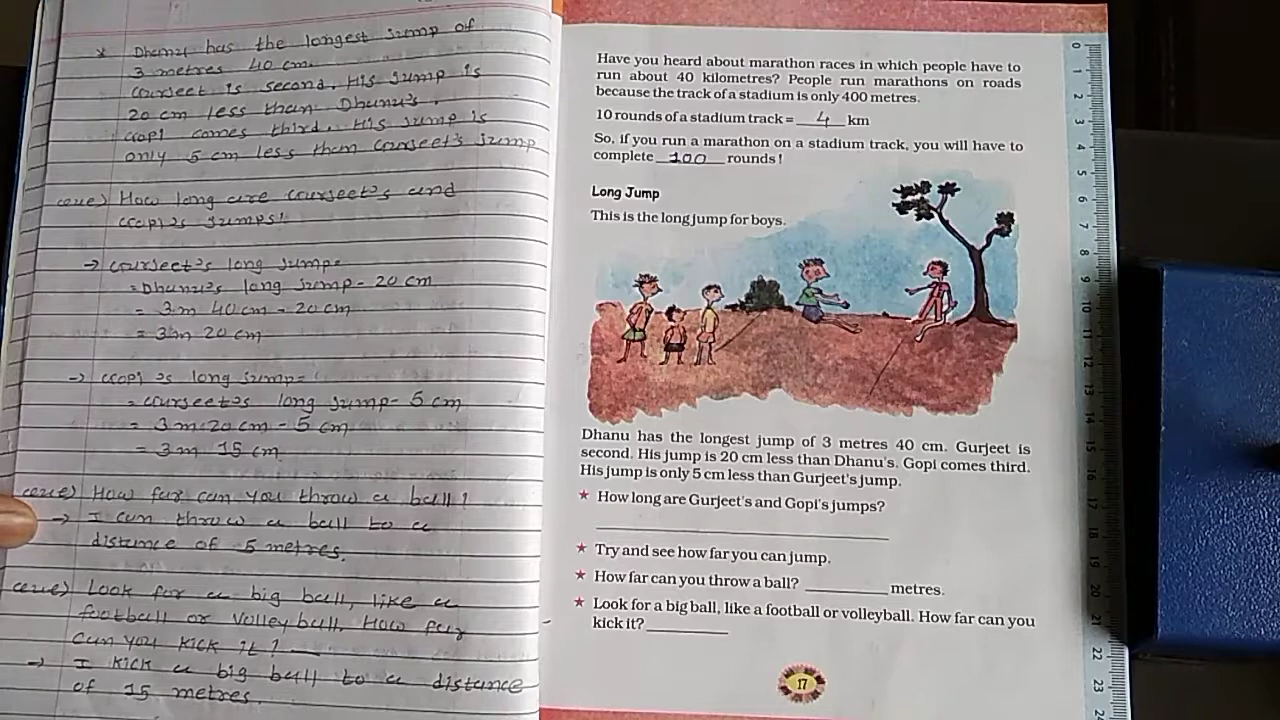 * Dhanu has the longest jump of
3 metres 40 cm.
Gurjeet is second. His jump is
20 cm less than Dhanu's.
Gopi comes third. His jump is
only 5 cm less than Gurjeet's jump
Que) How long are Gurjeet's and
Gopi's jumps!
→ Gurjeet's long jump=
= Dhanu's long jump - 20 cm
= 3 m 40 cm - 20 cm
= 3 m 20 cm
→ Gopi's long jump=
= Gurjeet's long jump - 5 cm
= 3 m 20 cm - 5 cm
= 3 m 15 cm.
Que) How far can you throw a ball?
→ I can throw a ball to a
distance of 5 metres.
Que) Look for a big ball, like a
football or volleyball. How far
can you kick it?
→ I kick a big ball to a distance
of 15 metres.
Have you heard about marathon races in which people have to
run about 40 kilometres? People run marathons on roads
because the track of a stadium is only 400 metres.
10 rounds of a stadium track = 4 km
So, if you run a marathon on a stadium track, you will have to
complete 100 rounds!
Long Jump
This is the long jump for boys.
Dhanu has the longest jump of 3 metres 40 cm. Gurjeet is
second. His jump is 20 cm less than Dhanu's. Gopi comes third.
His jump is only 5 cm less than Gurjeet's jump.
★ How long are Gurjeet's and Gopi's jumps?
★ Try and see how far you can jump.
★ How far can you throw a ball? ________ metres.
★ Look for a big ball, like a football or volleyball. How far can you
kick it? ________
17
0
1
2
3
4
5
6
7
8
9
10
11
12
13
14
15
16
17
18
19
20
21
22
23